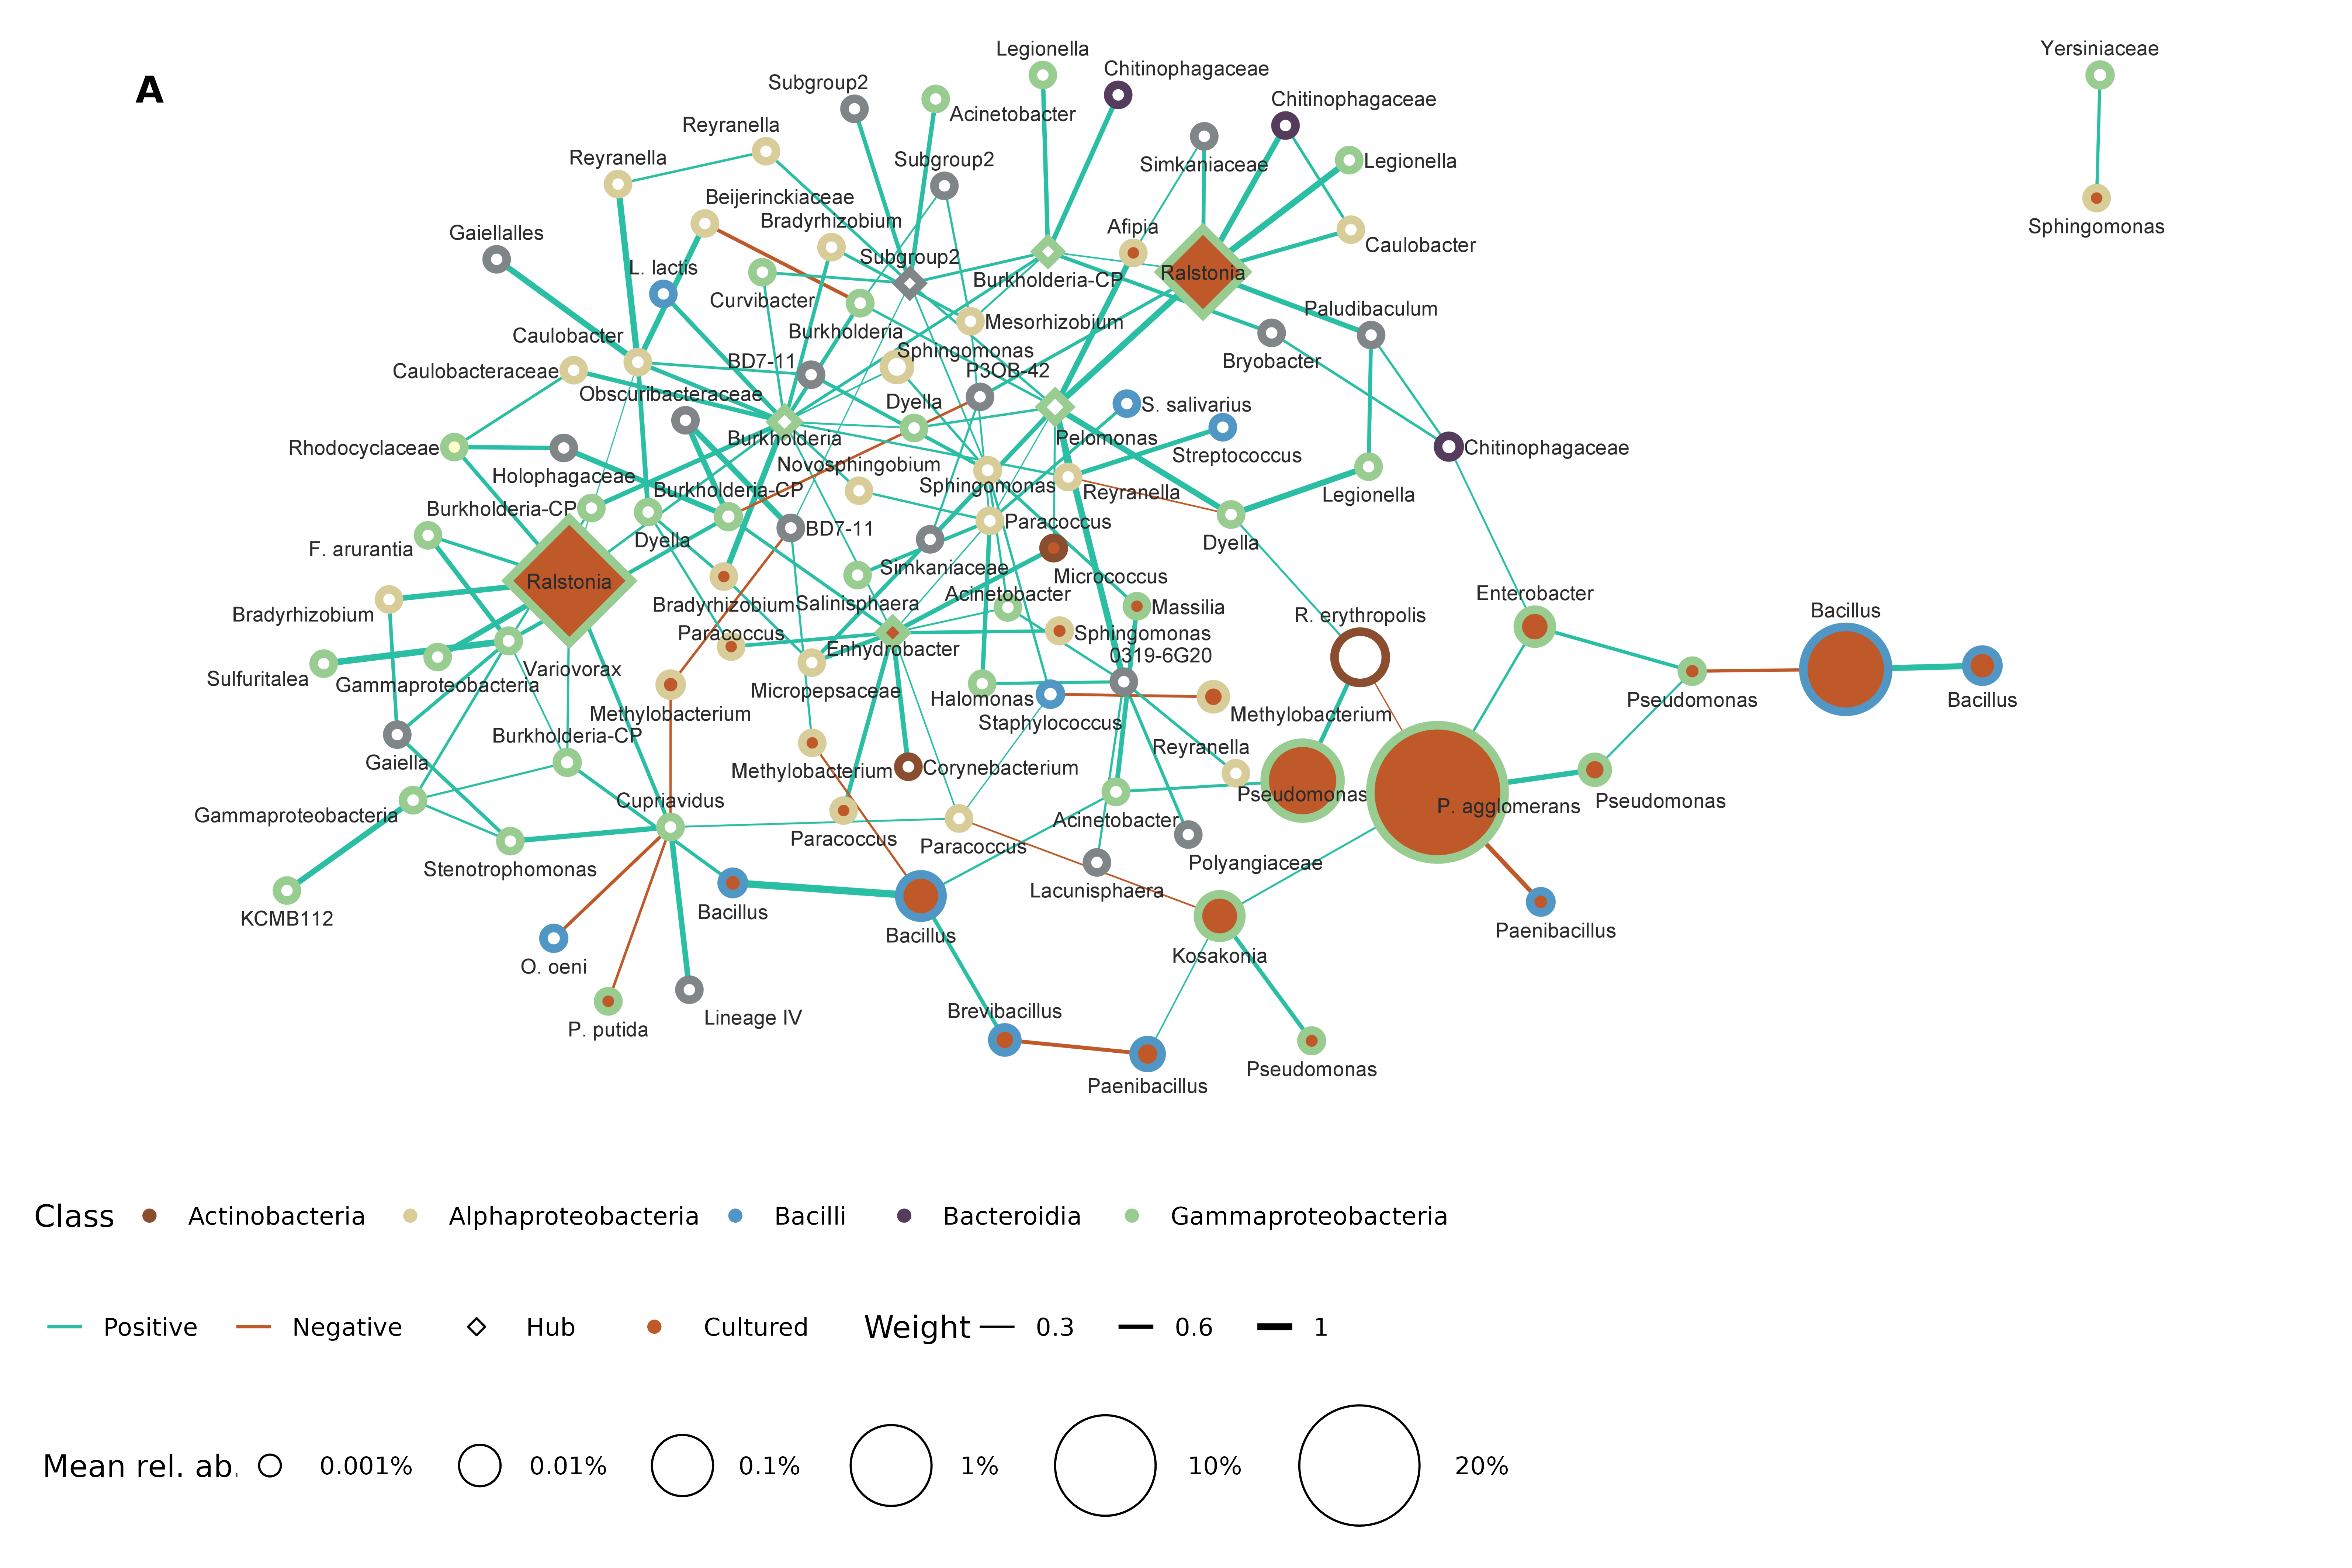 A
Legionella
Yersiniaceae
Chitinophagaceae
Subgroup2
Chitinophagaceae
Acinetobacter
Reyranella
Reyranella
Subgroup2
Simkaniaceae
Legionella
Beijerinckiaceae
Bradyrhizobium
Afipia
Sphingomonas
Gaiellalles
Caulobacter
Subgroup2
L. lactis
Burkholderia-CP
Ralstonia
Curvibacter
Paludibaculum
Mesorhizobium
Burkholderia
Caulobacter
Sphingomonas
BD7-11
Bryobacter
Caulobacteraceae
P3OB-42
Obscuribacteraceae
Dyella
S. salivarius
Burkholderia
Pelomonas
Rhodocyclaceae
Chitinophagaceae
Streptococcus
Novosphingobium
Holophagaceae
Sphingomonas
Burkholderia-CP
Reyranella
Legionella
Burkholderia-CP
Paracoccus
BD7-11
Dyella
Dyella
F. arurantia
Simkaniaceae
Micrococcus
Ralstonia
Acinetobacter
Enterobacter
Bradyrhizobium
Salinisphaera
Massilia
Bacillus
Bradyrhizobium
R. erythropolis
Paracoccus
Sphingomonas
Enhydrobacter
0319-6G20
Variovorax
Sulfuritalea
Gammaproteobacteria
Micropepsaceae
Halomonas
Pseudomonas
Bacillus
Methylobacterium
Methylobacterium
Staphylococcus
Burkholderia-CP
Reyranella
Gaiella
Methylobacterium
Corynebacterium
Pseudomonas
Cupriavidus
Pseudomonas
P. agglomerans
Gammaproteobacteria
Acinetobacter
Paracoccus
Paracoccus
Polyangiaceae
Stenotrophomonas
Lacunisphaera
Bacillus
KCMB112
Paenibacillus
Bacillus
Kosakonia
O. oeni
Brevibacillus
Lineage IV
P. putida
Pseudomonas
Paenibacillus
Class Actinobacteria Alphaproteobacteria Bacilli Bacteroidia Gammaproteobacteria
Positive Negative Hub Cultured Weight 0.3 0.6 1
Mean rel. ab. 0.001% 0.01% 0.1% 1% 10% 20%